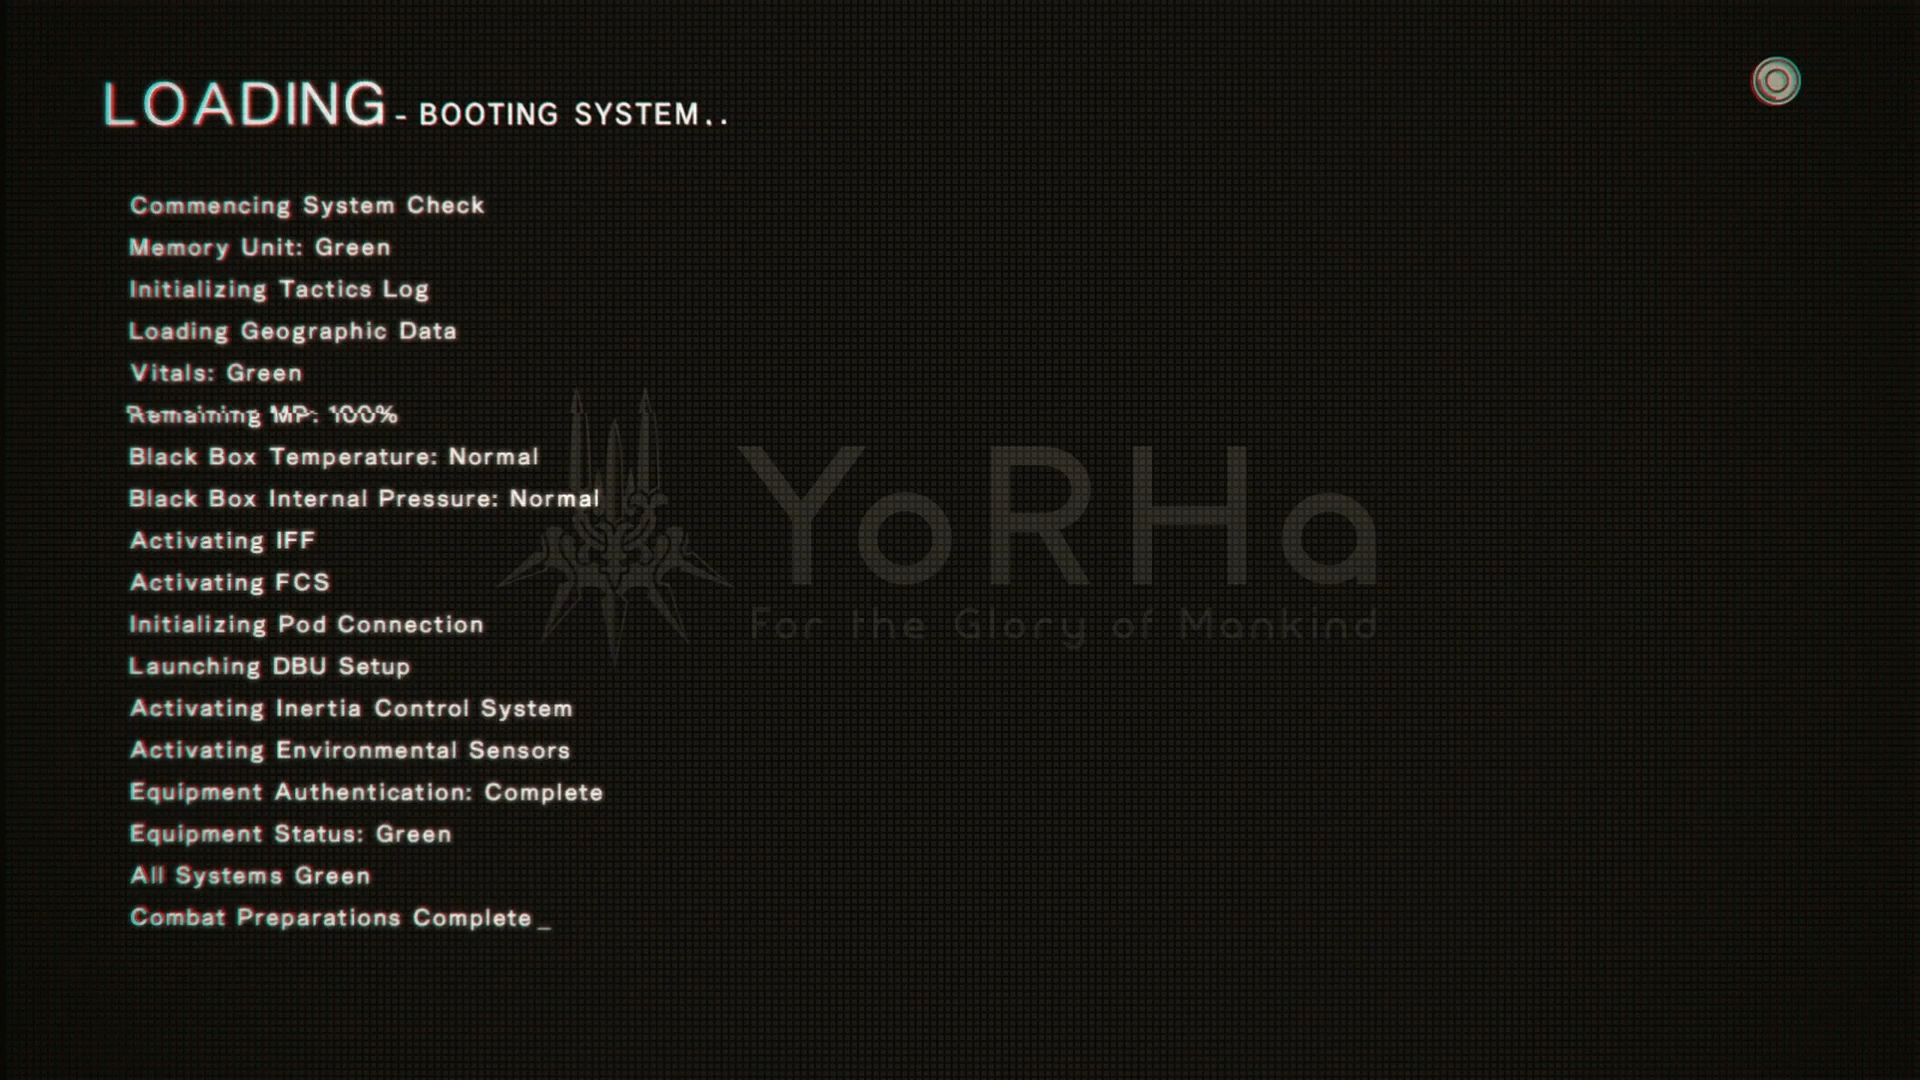 LOADING - BOOTING SYSTEM..
Commencing System Check
Memory Unit: Green
Initializing Tactics Log
Loading Geographic Data
Vitals: Green
Remaining MP: 100%
Black Box Temperature: Normal
Black Box Internal Pressure: Normal
Activating IFF
Activating FCS
Initializing Pod Connection
Launching DBU Setup
Activating Inertia Control System
Activating Environmental Sensors
Equipment Authentication: Complete
Equipment Status: Green
All Systems Green
Combat Preparations Complete _
YoRHa
For the Glory of Mankind